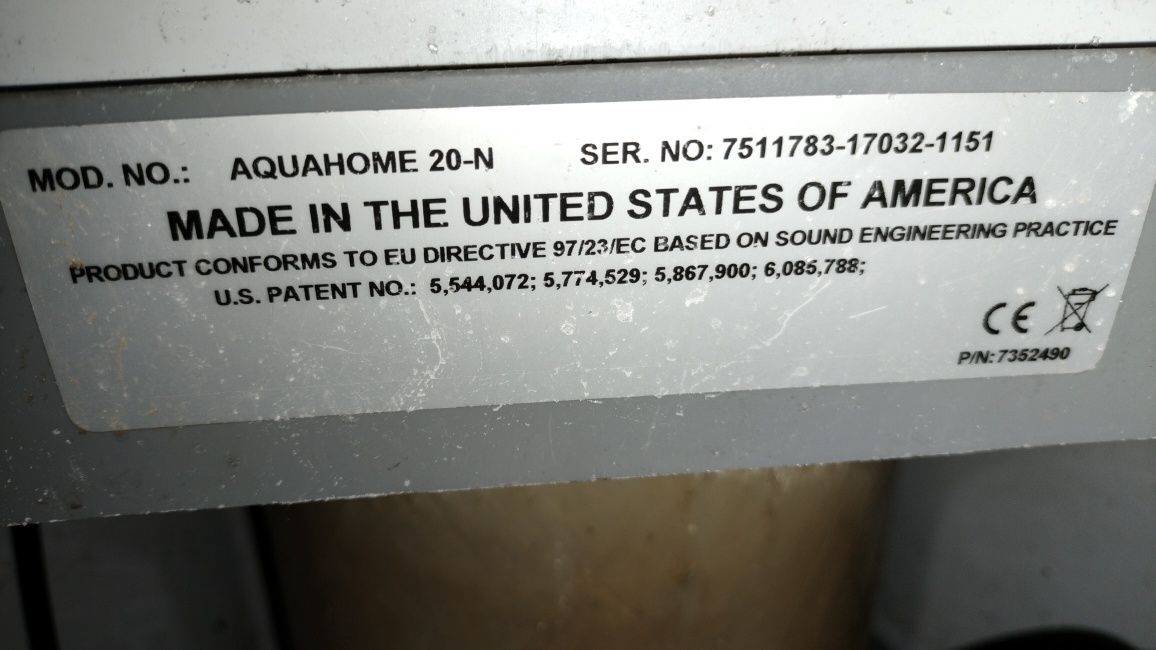 MOD. NO.: AQUAHOME 20-N SER. NO: 7511783-17032-1151
MADE IN THE UNITED STATES OF AMERICA
PRODUCT CONFORMS TO EU DIRECTIVE 97/23/EC BASED ON SOUND ENGINEERING PRACTICE
U.S. PATENT NO.: 5,544,072; 5,774,529; 5,867,900; 6,085,788;
CE
P/N: 7352490